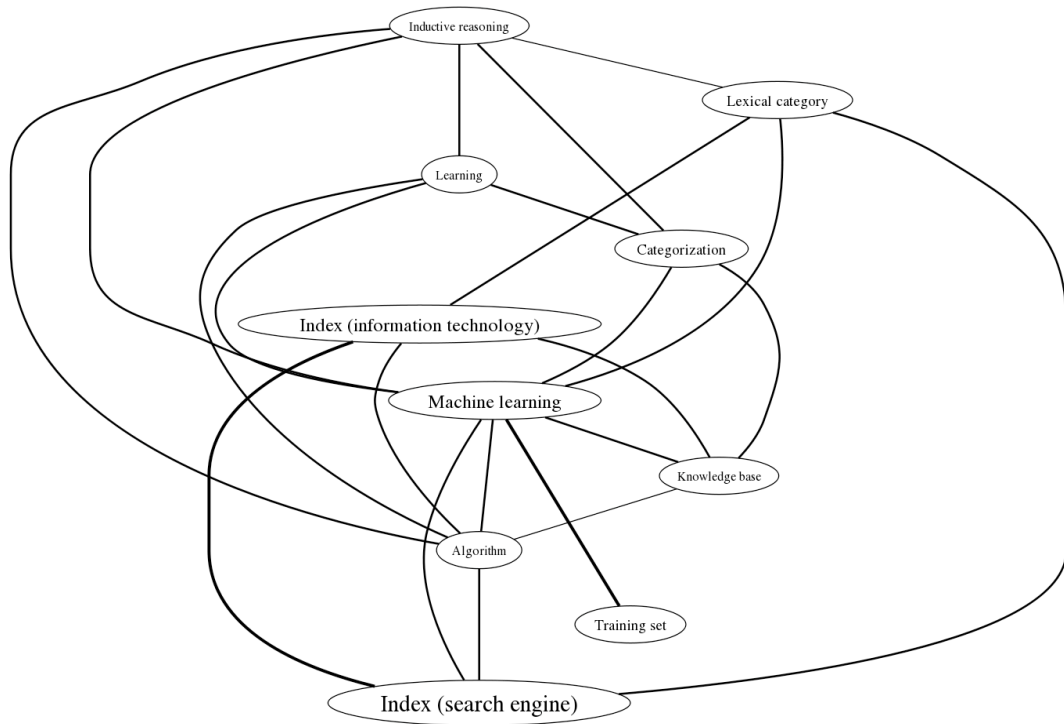 Inductive reasoning
Lexical category
Learning
Categorization
Index (information technology)
Machine learning
Knowledge base
Algorithm
Training set
Index (search engine)